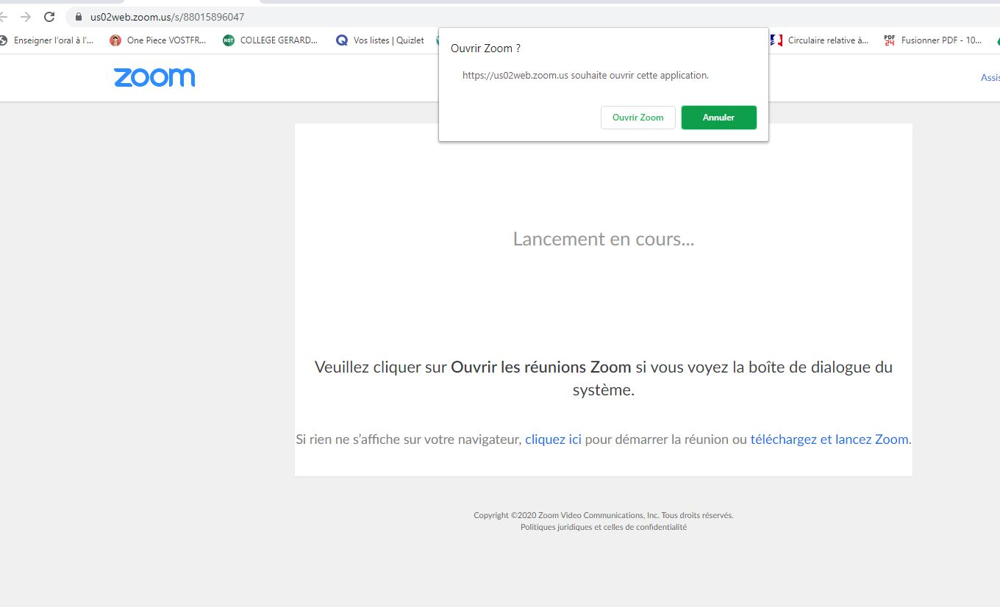 us02web.zoom.us/s/88015896047
Enseigner l'oral à l'... One Piece VOSTFR... NOT COLLEGE GERARD... Q Vos listes | Quizlet Circulaire relative à... PDF 24 Fusionner PDF - 10...
Ouvrir Zoom ?
https://us02web.zoom.us souhaite ouvrir cette application.
Ouvrir Zoom Annuler
zoom
Assis
Lancement en cours...
Veuillez cliquer sur Ouvrir les réunions Zoom si vous voyez la boîte de dialogue du
système.
Si rien ne s'affiche sur votre navigateur, cliquez ici pour démarrer la réunion ou téléchargez et lancez Zoom.
Copyright ©2020 Zoom Video Communications, Inc. Tous droits réservés.
Politiques juridiques et celles de confidentialité